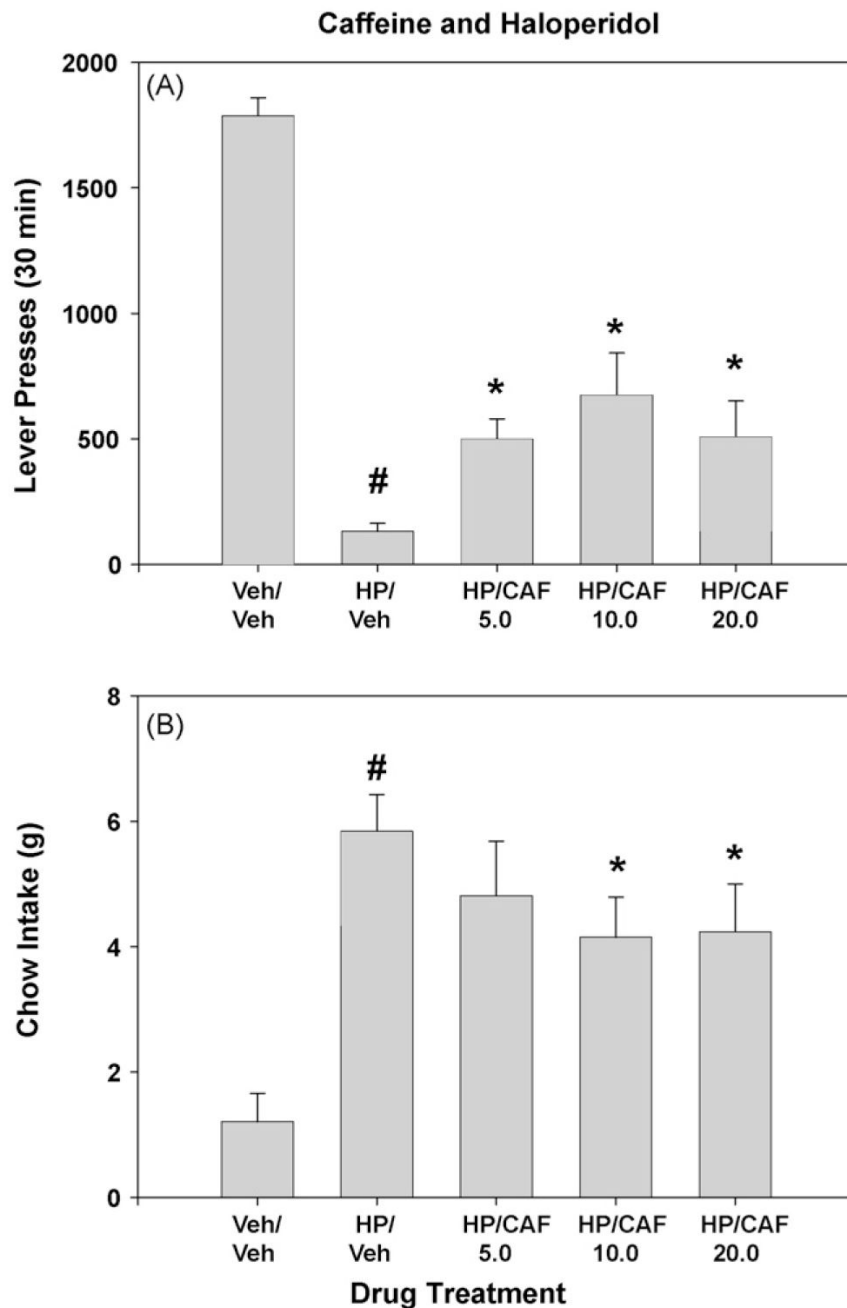 Caffeine and Haloperidol
(A)
Lever Presses (30 min)
2000
1500
1000
500
0
#
*
*
*
Veh/ HP/ HP/CAF HP/CAF HP/CAF
Veh Veh 5.0 10.0 20.0
(B)
Chow Intake (g)
8
6
4
2
0
#
*
*
Veh/ HP/ HP/CAF HP/CAF HP/CAF
Veh Veh 5.0 10.0 20.0
Drug Treatment